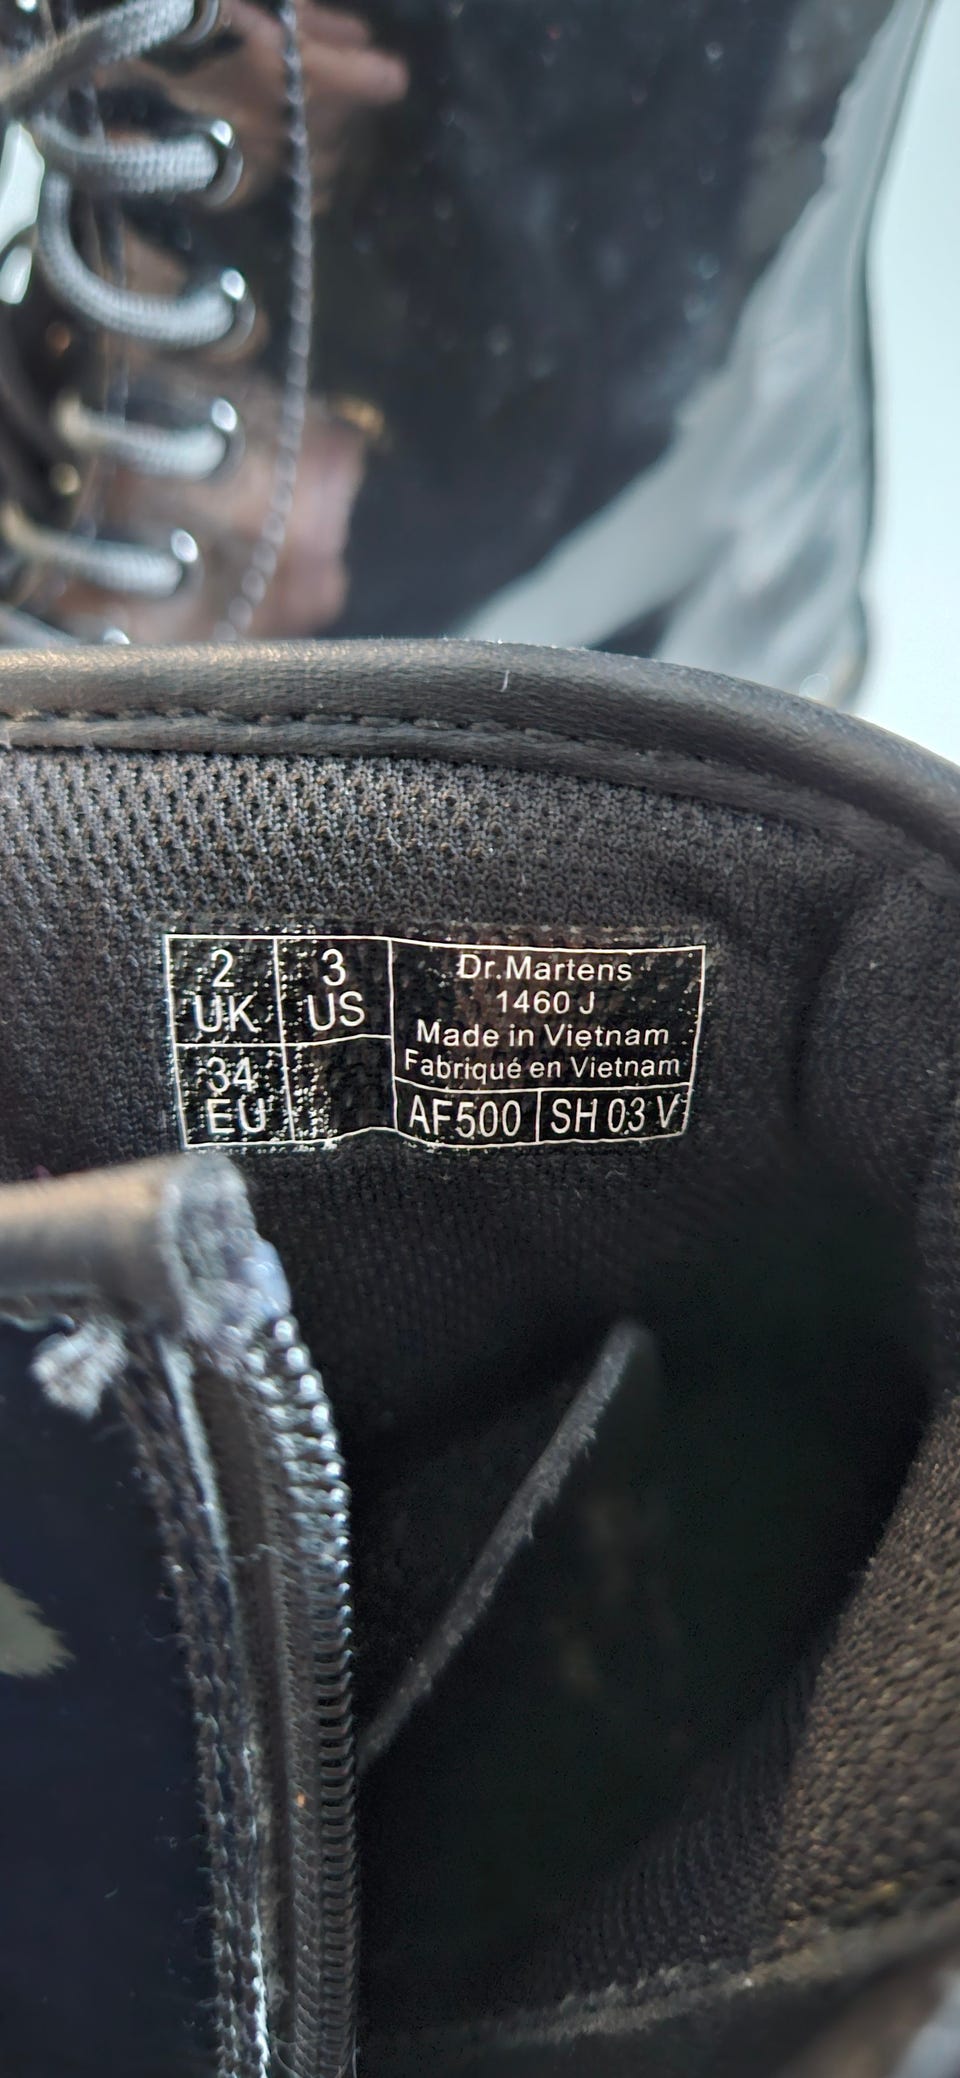 2
UK
3
US
34
EU
Dr.Martens
1460 J
Made in Vietnam
Fabriqué en Vietnam
AF500
SH 03 V